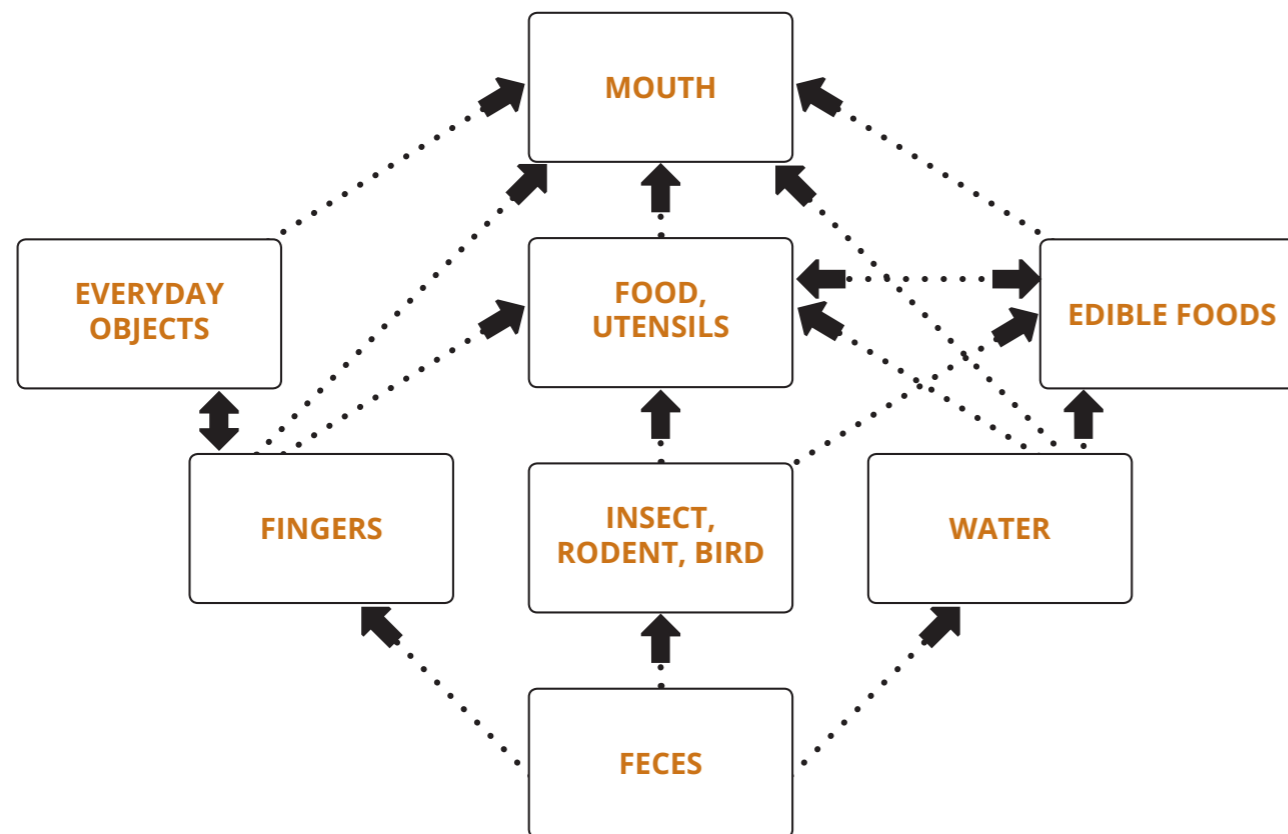 MOUTH
EVERYDAY
OBJECTS
FOOD,
UTENSILS
EDIBLE FOODS
FINGERS
INSECT,
RODENT, BIRD
WATER
FECES